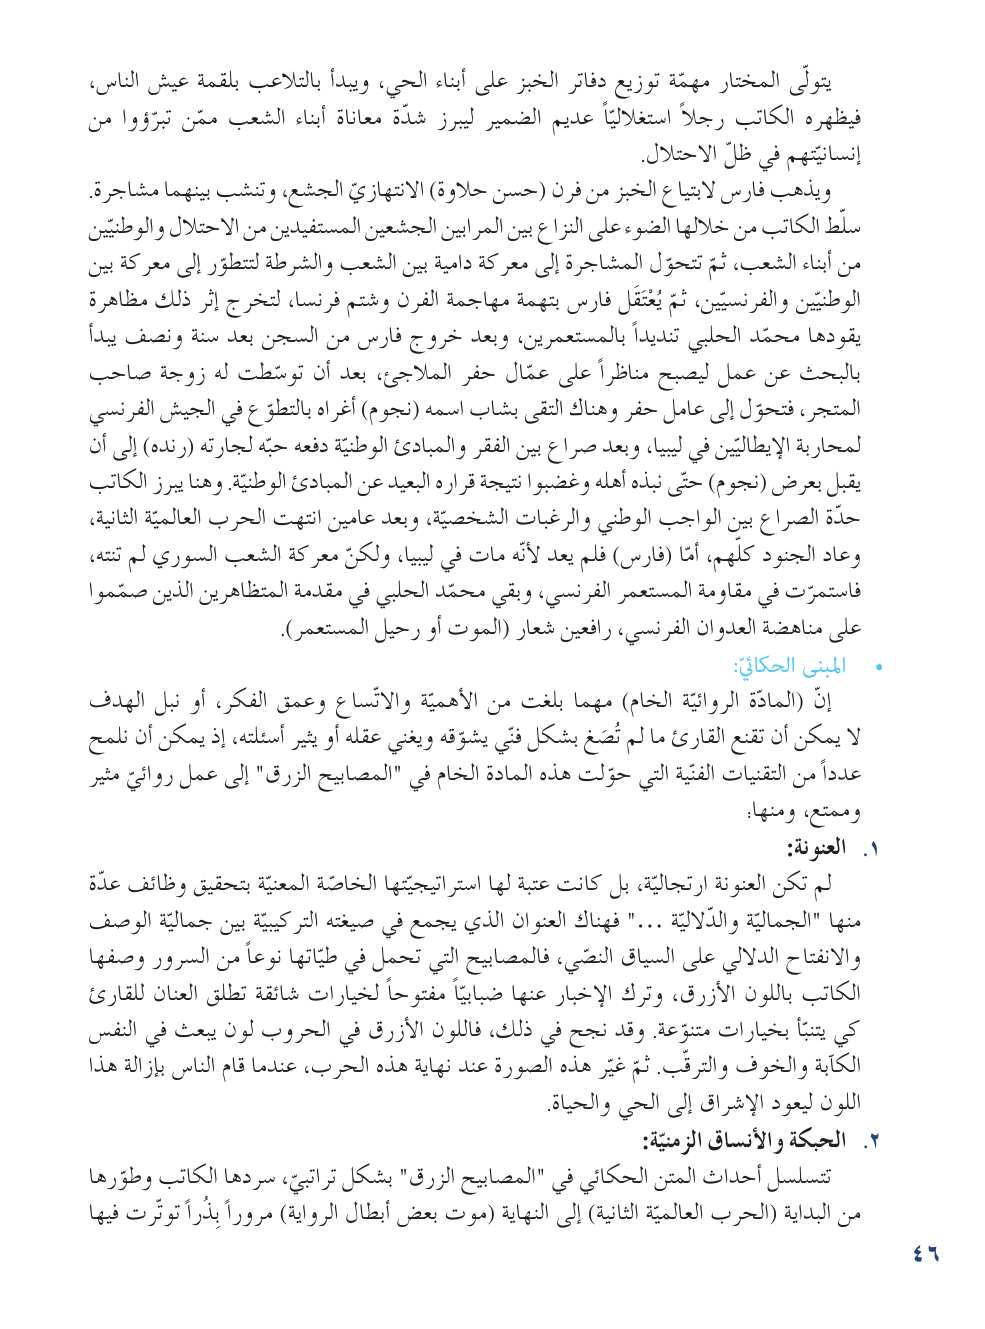 يتولّى المختار مهمّة توزيع دفاتر الخبز على أبناء الحي، ويبدأ بالتلاعب بلقمة عيش الناس،
فيظهره الكاتب رجلاً استغلاليّاً عديم الضمير ليبرز شدّة معاناة أبناء الشعب ممّن تبرّؤوا من
إنسانيّتهم في ظلّ الاحتلال.
ويذهب فارس لابتياع الخبز من فرن (حسن حلاوة) الانتهازيّ الجشع، وتنشب بينهما مشاجرة.
سلّط الكاتب من خلالها الضوء على النزاع بين المرابين الجشعين المستفيدين من الاحتلال والوطنيّين
من أبناء الشعب، ثمّ تتحوّل المشاجرة إلى معركة دامية بين الشعب والشرطة لتتطوّر إلى معركة بين
الوطنيّين والفرنسيّين، ثمّ يُعْتَقَل فارس بتهمة مهاجمة الفرن وشتم فرنسا، لتخرج إثر ذلك مظاهرة
يقودها محمّد الحلبي تنديداً بالمستعمرين، وبعد خروج فارس من السجن بعد سنة ونصف يبدأ
بالبحث عن عمل ليصبح مناظراً على عمّال حفر الملاجئ، بعد أن توسّطت له زوجة صاحب
المتجر، فتحوّل إلى عامل حفر وهناك التقى بشاب اسمه (نجوم) أغراه بالتطوّع في الجيش الفرنسي
لمحاربة الإيطاليّين في ليبيا، وبعد صراع بين الفقر والمبادئ الوطنيّة دفعه حبّه لجارته (رنده) إلى أن
يقبل بعرض (نجوم) حتّى نبذه أهله وغضبوا نتيجة قراره البعيد عن المبادئ الوطنيّة. وهنا يبرز الكاتب
حدّة الصراع بين الواجب الوطني والرغبات الشخصيّة، وبعد عامين انتهت الحرب العالميّة الثانية،
وعاد الجنود كلّهم، أمّا (فارس) فلم يعد لأنّه مات في ليبيا، ولكنّ معركة الشعب السوري لم تنته،
فاستمرّت في مقاومة المستعمر الفرنسي، وبقي محمّد الحلبي في مقدمة المتظاهرين الذين صمّموا
على مناهضة العدوان الفرنسي، رافعين شعار (الموت أو رحيل المستعمر).
• المبنى الحكائيّ:
إنّ (المادّة الروائيّة الخام) مهما بلغت من الأهميّة والاتّساع وعمق الفكر، أو نبل الهدف
لا يمكن أن تقنع القارئ ما لم تُصَغ بشكل فنّي يشوّقه ويغني عقله أو يثير أسئلته، إذ يمكن أن نلمح
عدداً من التقنيات الفنّية التي حوّلت هذه المادة الخام في "المصابيح الزرق" إلى عمل روائيّ مثير
وممتع، ومنها:
١. العنونة:
لم تكن العنونة ارتجاليّة، بل كانت عتبة لها استراتيجيّتها الخاصّة المعنيّة بتحقيق وظائف عدّة
منها "الجماليّة والدّلاليّة ..." فهناك العنوان الذي يجمع في صيغته التركيبيّة بين جماليّة الوصف
والانفتاح الدلالي على السياق النصّي، فالمصابيح التي تحمل في طيّاتها نوعاً من السرور وصفها
الكاتب باللون الأزرق، وترك الإخبار عنها ضبابيّاً مفتوحاً لخيارات شائقة تطلق العنان للقارئ
كي يتنبّأ بخيارات متنوّعة. وقد نجح في ذلك، فاللون الأزرق في الحروب لون يبعث في النفس
الكآبة والخوف والترقّب. ثمّ غيّر هذه الصورة عند نهاية هذه الحرب، عندما قام الناس بإزالة هذا
اللون ليعود الإشراق إلى الحي والحياة.
٢. الحبكة والأنساق الزمنيّة:
تتسلسل أحداث المتن الحكائي في "المصابيح الزرق" بشكل تراتبيّ، سردها الكاتب وطوّرها
من البداية (الحرب العالميّة الثانية) إلى النهاية (موت بعض أبطال الرواية) مروراً بِذُراً توتّرت فيها
٤٦